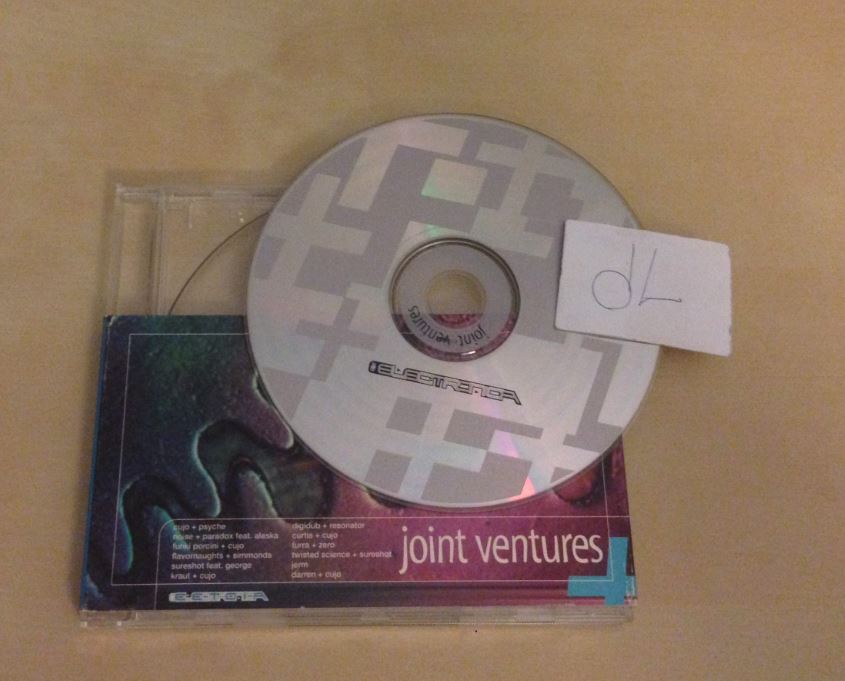 dL
joint ventures
ELECTRONICA
cujo + psyche
noise + paradox feat. alaska
funki porcini + cujo
flavornaughts + simmonds
sureshot feat. george
kraut + cujo
digidub + resonator
curtis + cujo
furra + zero
twisted science + sureshot
jerm
darren + cujo
joint ventures